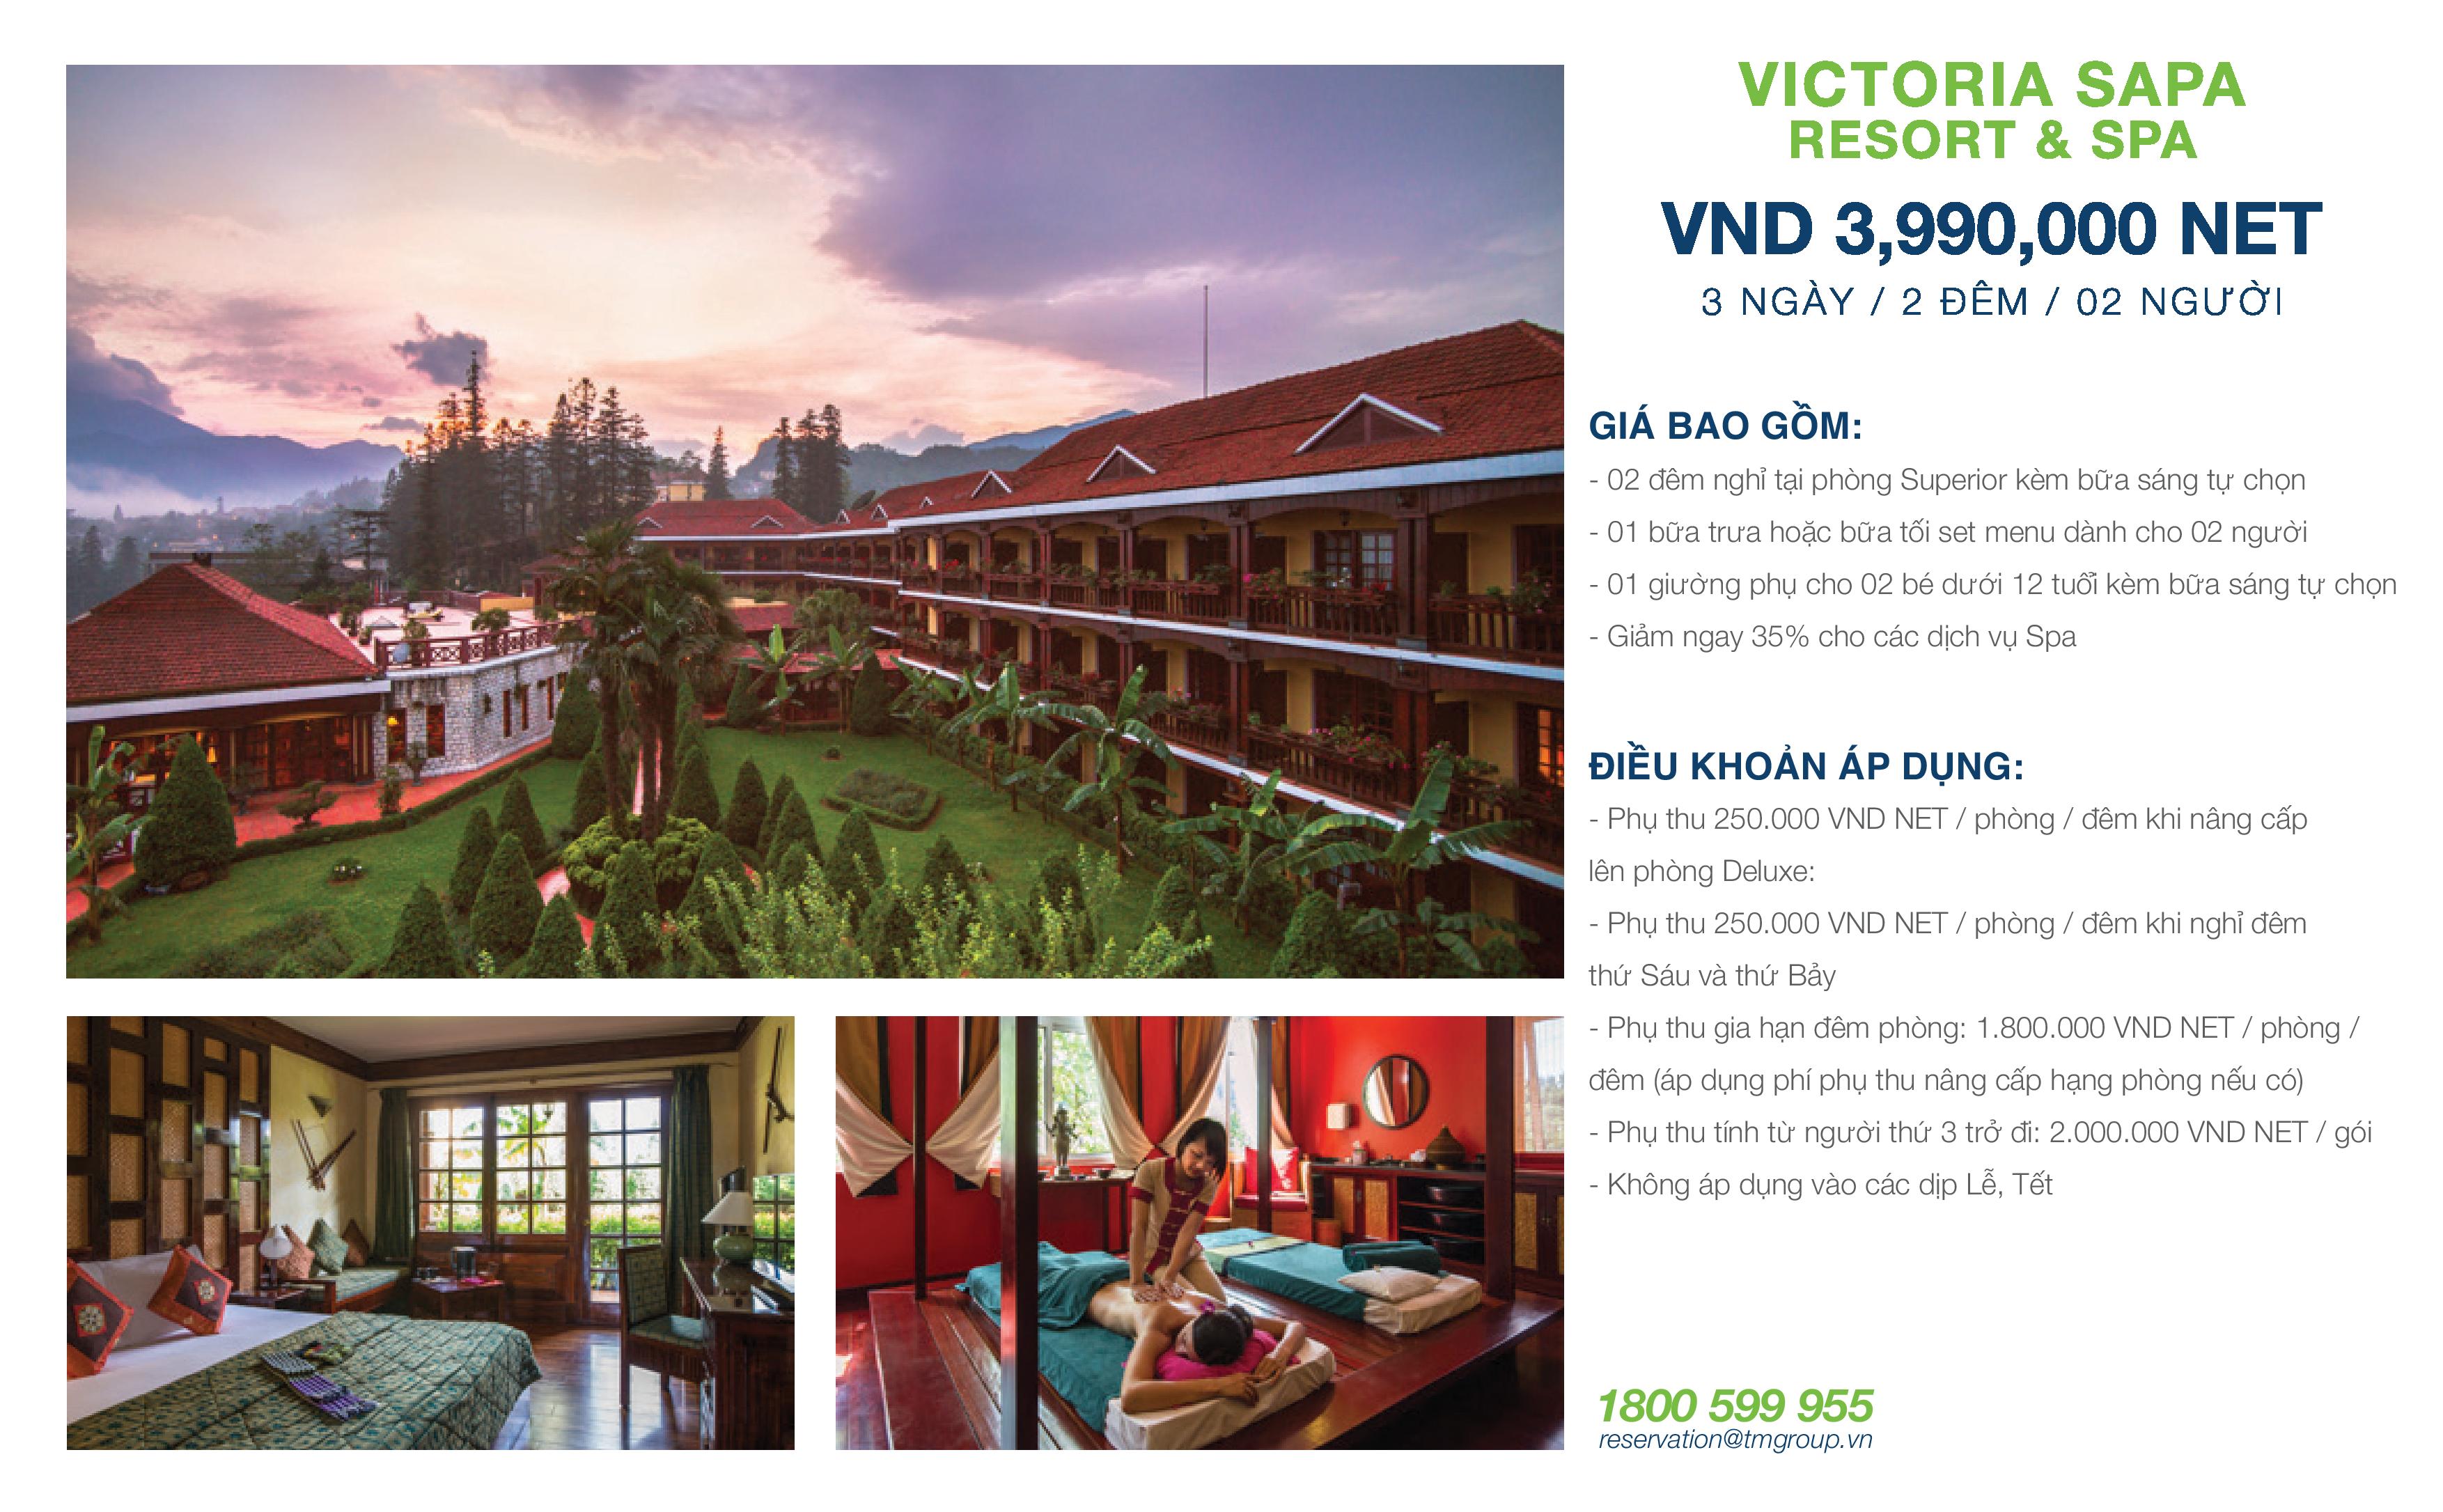 VICTORIA SAPA
RESORT & SPA
VND 3,990,000 NET
3 NGÀY / 2 ĐÊM / 02 NGƯỜI
GIÁ BAO GỒM:
- 02 đêm nghỉ tại phòng Superior kèm bữa sáng tự chọn
- 01 bữa trưa hoặc bữa tối set menu dành cho 02 người
- 01 giường phụ cho 02 bé dưới 12 tuổi kèm bữa sáng tự chọn
- Giảm ngay 35% cho các dịch vụ Spa
ĐIỀU KHOẢN ÁP DỤNG:
- Phụ thu 250.000 VND NET / phòng / đêm khi nâng cấp
lên phòng Deluxe:
- Phụ thu 250.000 VND NET / phòng / đêm khi nghỉ đêm
thứ Sáu và thứ Bảy
- Phụ thu gia hạn đêm phòng: 1.800.000 VND NET / phòng /
đêm (áp dụng phí phụ thu nâng cấp hạng phòng nếu có)
- Phụ thu tính từ người thứ 3 trở đi: 2.000.000 VND NET / gói
- Không áp dụng vào các dịp Lễ, Tết
1800 599 955
reservation@tmgroup.vn